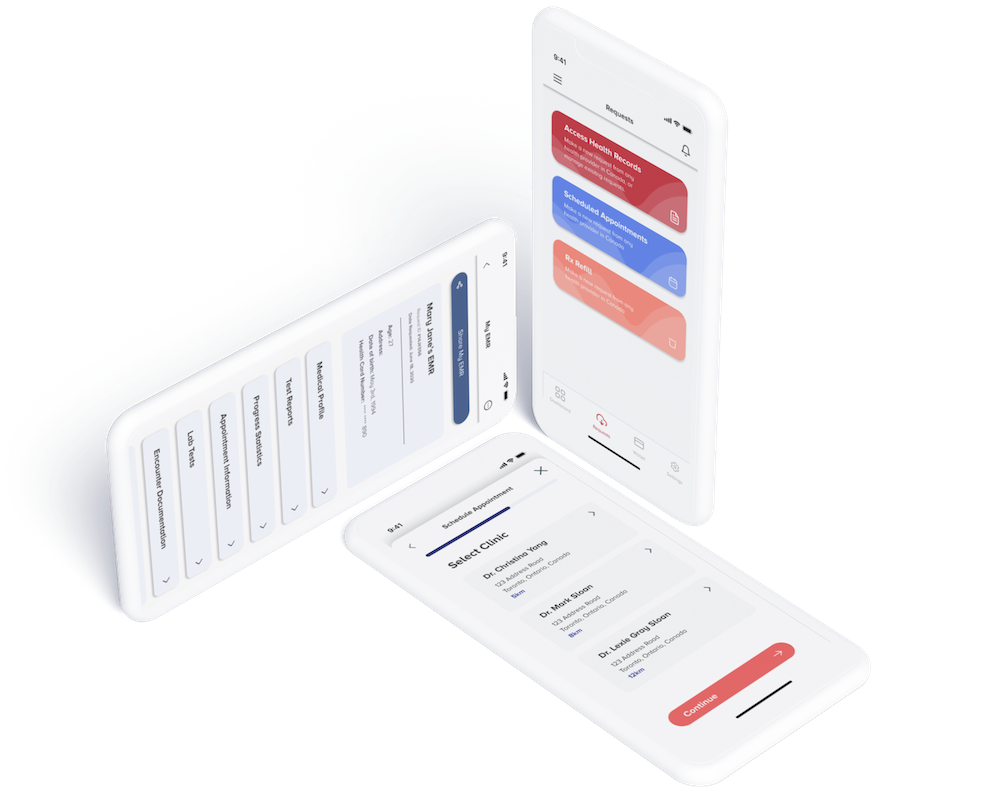 9:41
Requests
Access Health Records
Make a new request from any
health provider in Canada, or
manage existing requests.
Scheduled Appointments
Make a new request from any
health provider in Canada
Rx Refill
Make a new request from any
health provider in Canada
Dashboard
Requests
Wallet
Settings
9:41
My EMR
Share My EMR
Mary Jane's EMR
Date Requested: June 18, 2020
Age: 27
Address:
Date of birth: May 3rd, 1994
Health Card Number: **** **** 890
Medical Profile
Test Reports
Progress Statistics
Appointment Information
Lab Tests
Encounter Documentation
9:41
Schedule Appointment
Select Clinic
Dr. Christina Yang
123 Address Road
Toronto, Ontario, Canada
5km
Dr. Mark Sloan
123 Address Road
Toronto, Ontario, Canada
8km
Dr. Lexie Gray Sloan
123 Address Road
Toronto, Ontario, Canada
12km
Continue